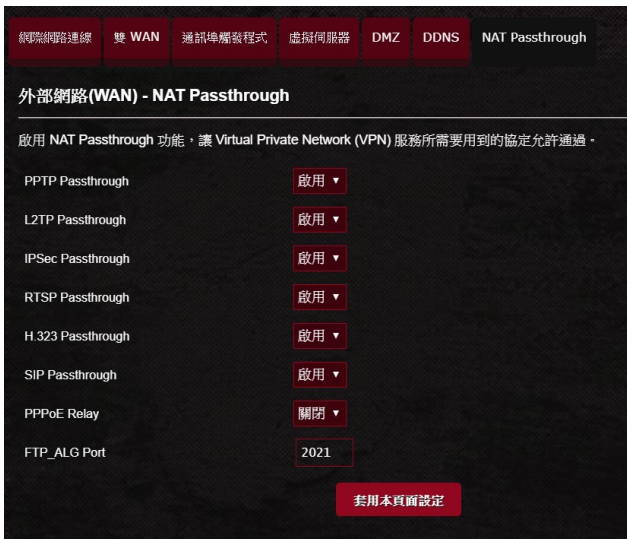 網際網路連線 雙 WAN 通訊埠觸發程式 虛擬伺服器 DMZ DDNS NAT Passthrough
外部網路(WAN) - NAT Passthrough
啟用 NAT Passthrough 功能，讓 Virtual Private Network (VPN) 服務所需要用到的協定允許通過。
PPTP Passthrough 啟用
L2TP Passthrough 啟用
IPSec Passthrough 啟用
RTSP Passthrough 啟用
H.323 Passthrough 啟用
SIP Passthrough 啟用
PPPoE Relay 關閉
FTP_ALG Port 2021
套用本頁面設定